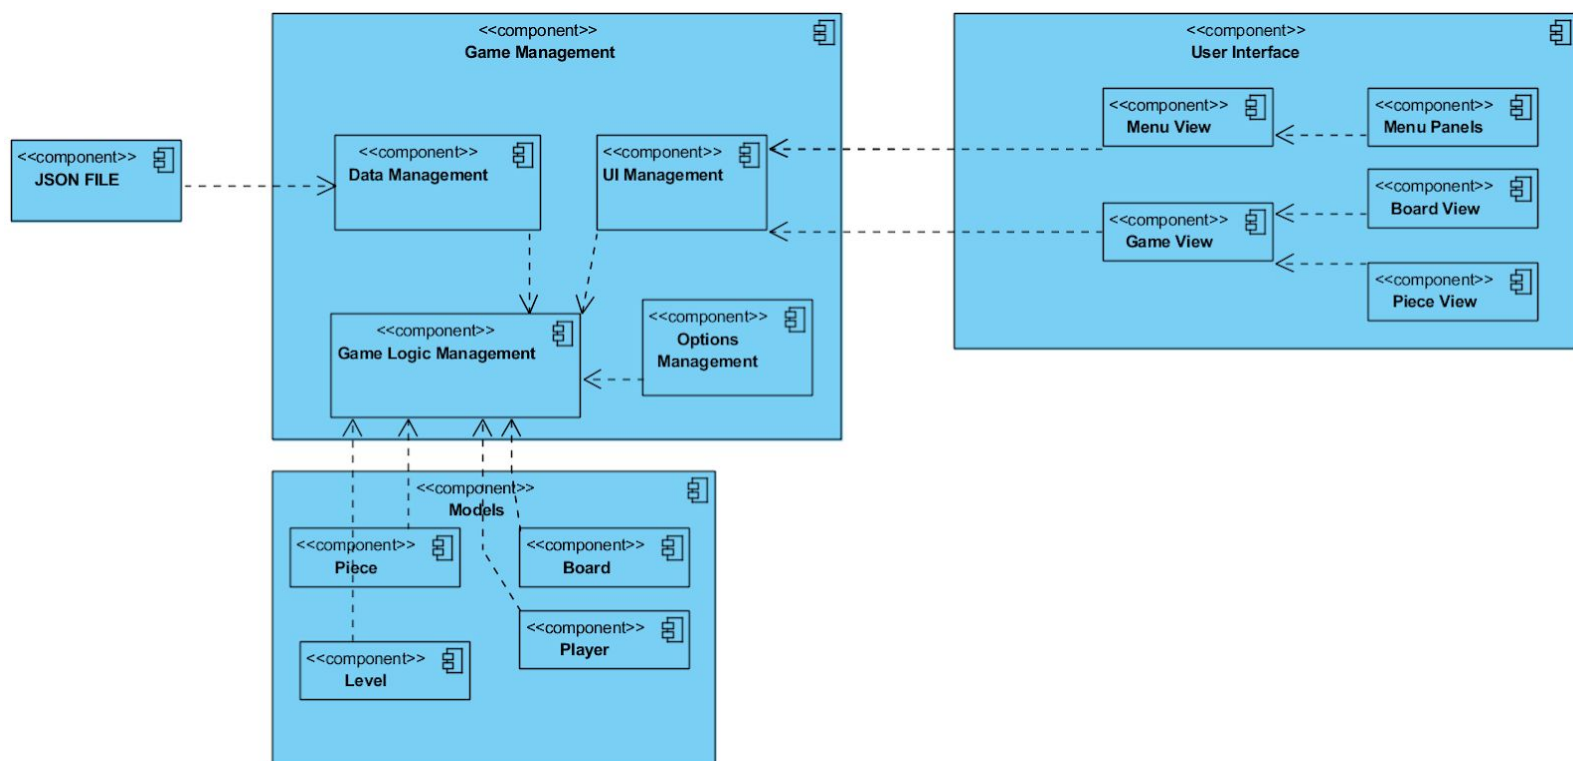 <<component>>
Game Management
<<component>>
User Interface
<<component>>
JSON FILE
<<component>>
Data Management
<<component>>
UI Management
<<component>>
Menu View
<<component>>
Menu Panels
<<component>>
Board View
<<component>>
Game View
<<component>>
Piece View
<<component>>
Game Logic Management
<<component>>
Options
Management
<<component>>
Models
<<component>>
Piece
<<component>>
Board
<<component>>
Player
<<component>>
Level